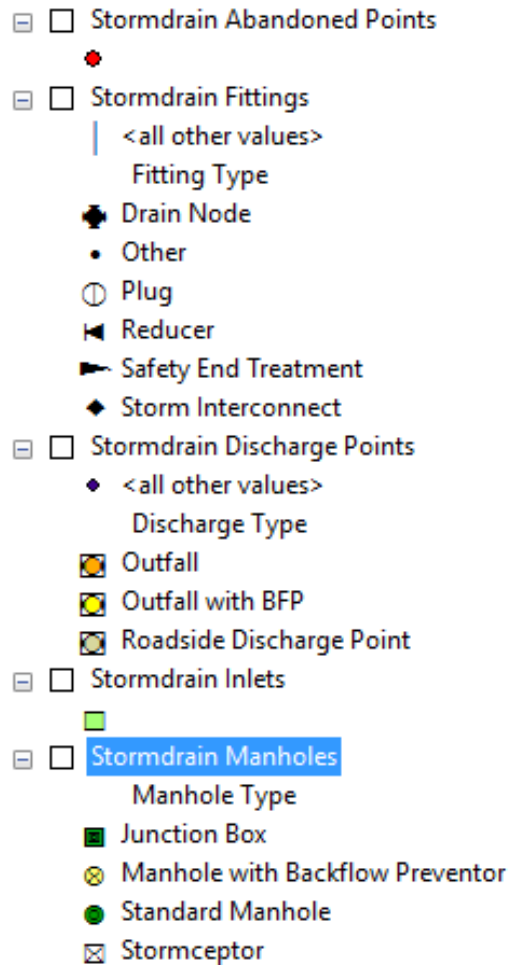 Stormdrain Abandoned Points
Stormdrain Fittings
<all other values>
Fitting Type
Drain Node
Other
Plug
Reducer
Safety End Treatment
Storm Interconnect
Stormdrain Discharge Points
<all other values>
Discharge Type
Outfall
Outfall with BFP
Roadside Discharge Point
Stormdrain Inlets
Stormdrain Manholes
Manhole Type
Junction Box
Manhole with Backflow Preventor
Standard Manhole
Stormceptor